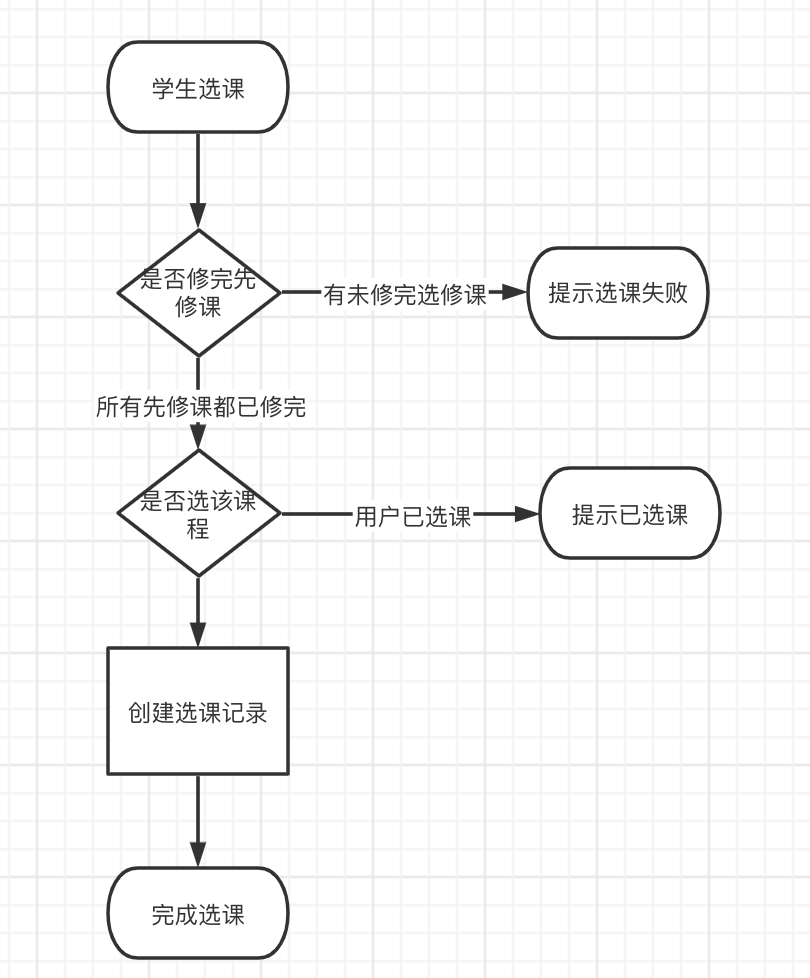 学生选课
是否修完先
修课
有未修完选修课
提示选课失败
所有先修课都已修完
是否选该课
程
用户已选课
提示已选课
创建选课记录
完成选课